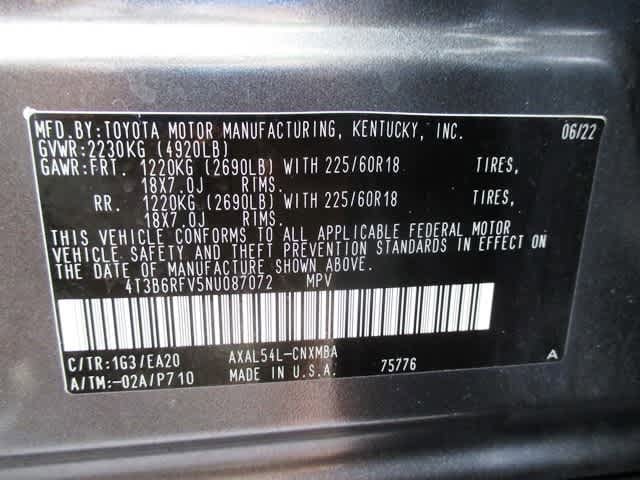 MFD.BY:TOYOTA MOTOR MANUFACTURING, KENTUCKY, INC. 06/22
GVWR:2230KG (4920LB)
GAWR:FRT. 1220KG (2690LB) WITH 225/60R18 TIRES,
18X7.0J RIMS.
RR. 1220KG (2690LB) WITH 225/60R18 TIRES,
18X7.0J RIMS.
THIS VEHICLE CONFORMS TO ALL APPLICABLE FEDERAL MOTOR
VEHICLE SAFETY AND THEFT PREVENTION STANDARDS IN EFFECT ON
THE DATE OF MANUFACTURE SHOWN ABOVE.
4T3B6RFV5NU087072 MPV
C/TR:1G3/EA20 AXAL54L-CNXMBA A
A/TM:-02A/P710 MADE IN U.S.A. 75776